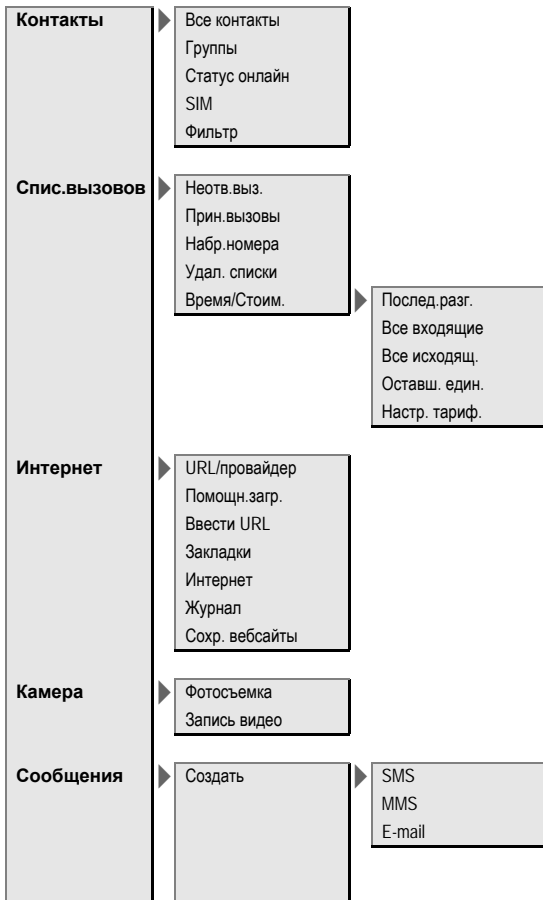 Контакты
Все контакты
Группы
Статус онлайн
SIM
Фильтр
Спис.вызовов
Неотв.выз.
Прин.вызовы
Набр.номера
Удал. списки
Время/Стоим.
Послед.разг.
Все входящие
Все исходящ.
Оставш. един.
Настр. тариф.
Интернет
URL/провайдер
Помощн.загр.
Ввести URL
Закладки
Интернет
Журнал
Сохр. вебсайты
Камера
Фотосъемка
Запись видео
Сообщения
Создать
SMS
MMS
E-mail